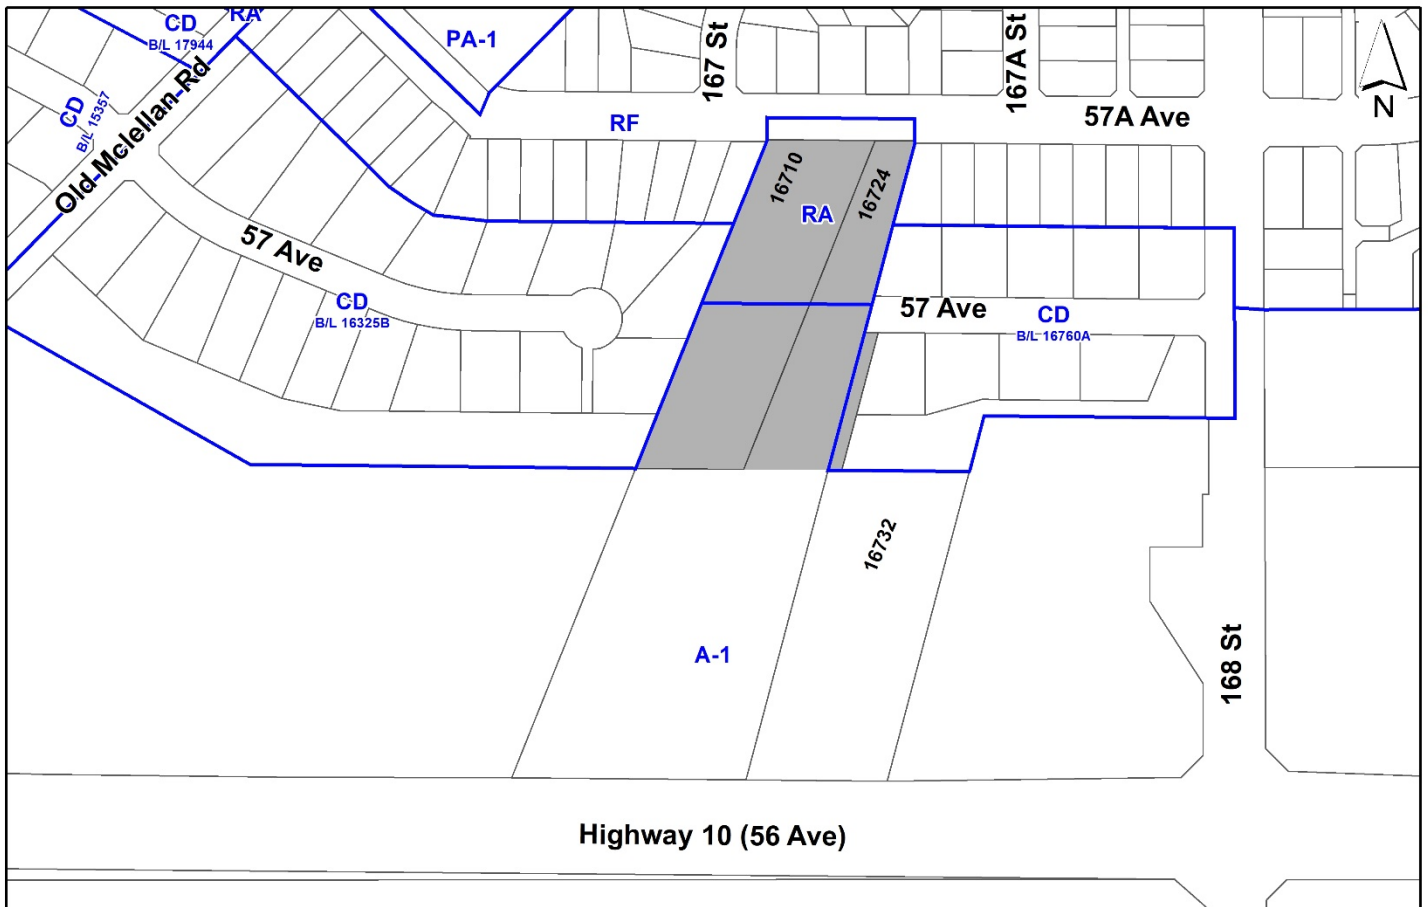 CD
B/L 17944
RA
PA-1
167 St
167A St
N
CD
B/L 15357
Old Mclellan Rd
RF
57A Ave
16710
16724
RA
57 Ave
CD
B/L 16325B
57 Ave
CD
B/L 16760A
16732
A-1
168 St
Highway 10 (56 Ave)